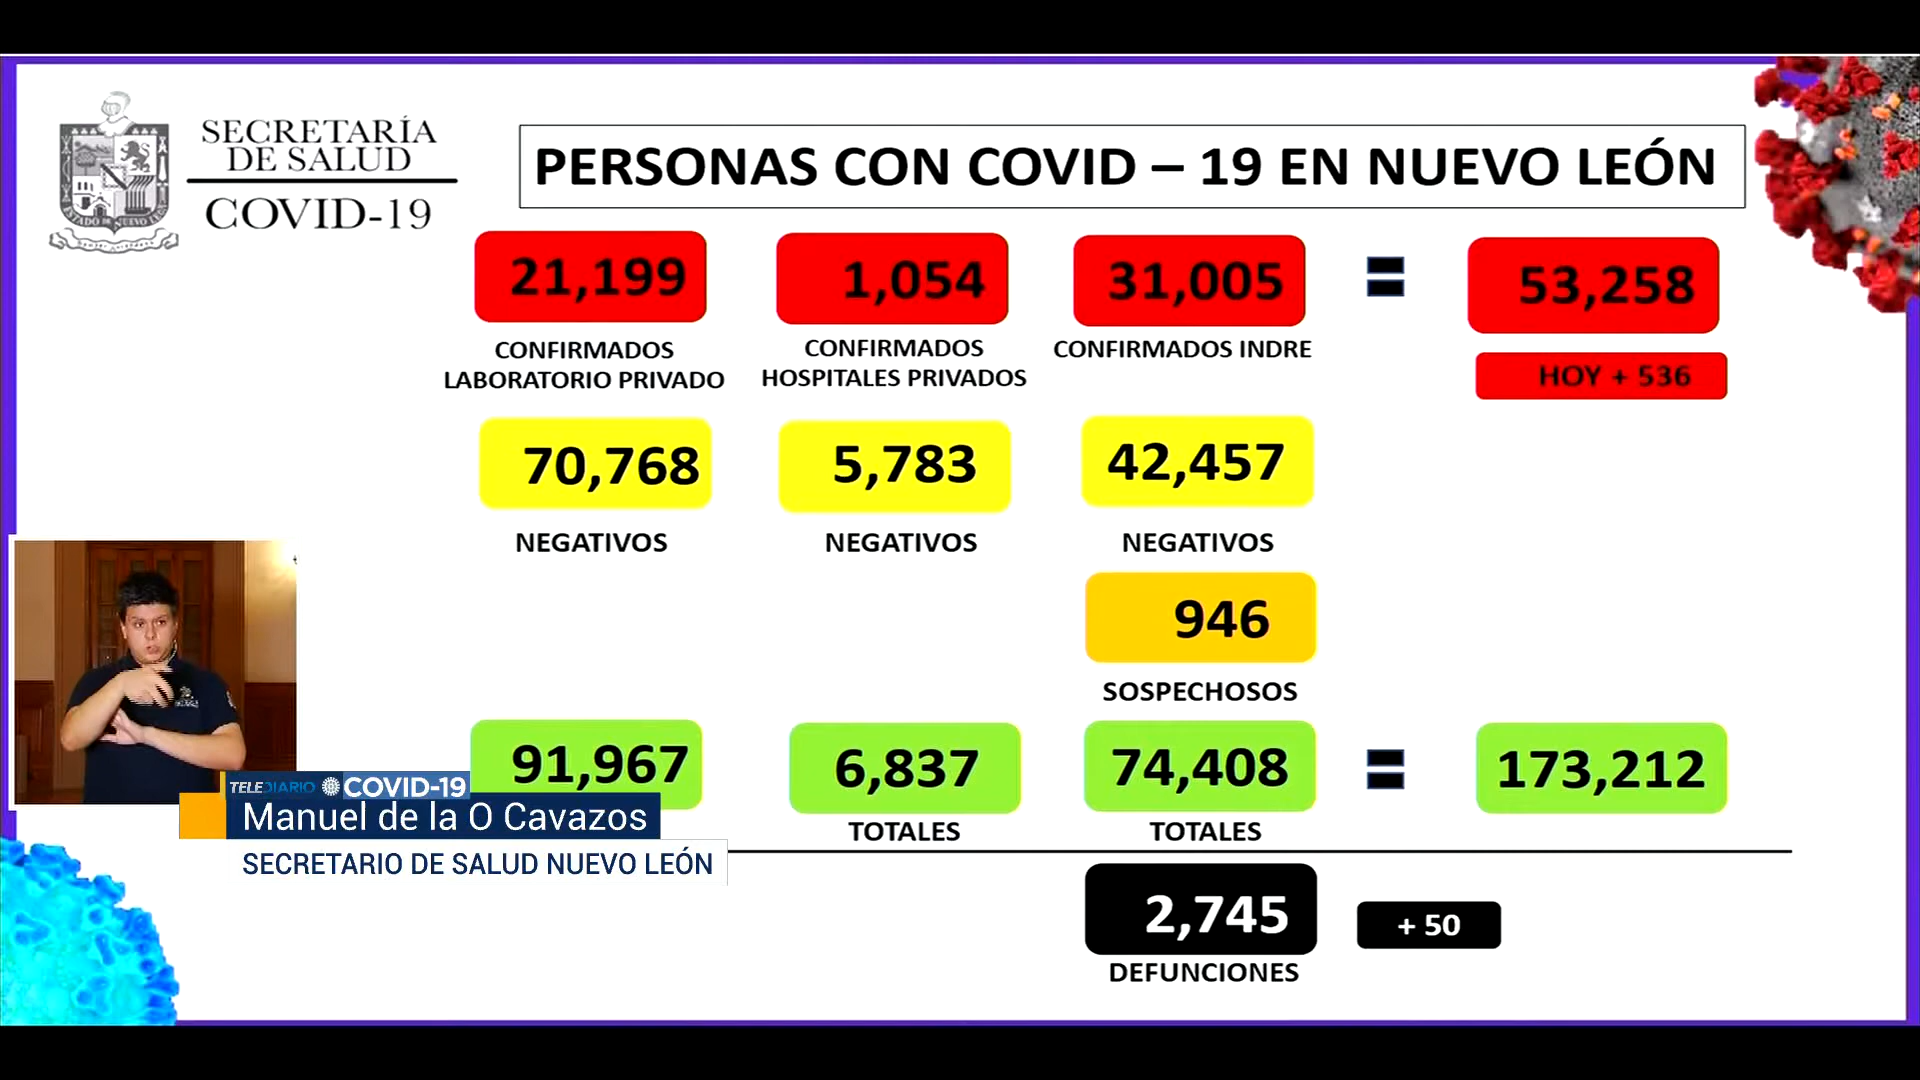 SECRETARÍA
DE SALUD
COVID-19
PERSONAS CON COVID – 19 EN NUEVO LEÓN
21,199
1,054
31,005
=
53,258
CONFIRMADOS
LABORATORIO PRIVADO
CONFIRMADOS
HOSPITALES PRIVADOS
CONFIRMADOS INDRE
HOY + 536
70,768
5,783
42,457
NEGATIVOS
NEGATIVOS
NEGATIVOS
946
SOSPECHOSOS
91,967
6,837
74,408
=
173,212
TOTALES
TOTALES
TELEDIARIO COVID-19
Manuel de la O Cavazos
SECRETARIO DE SALUD NUEVO LEÓN
2,745
+ 50
DEFUNCIONES